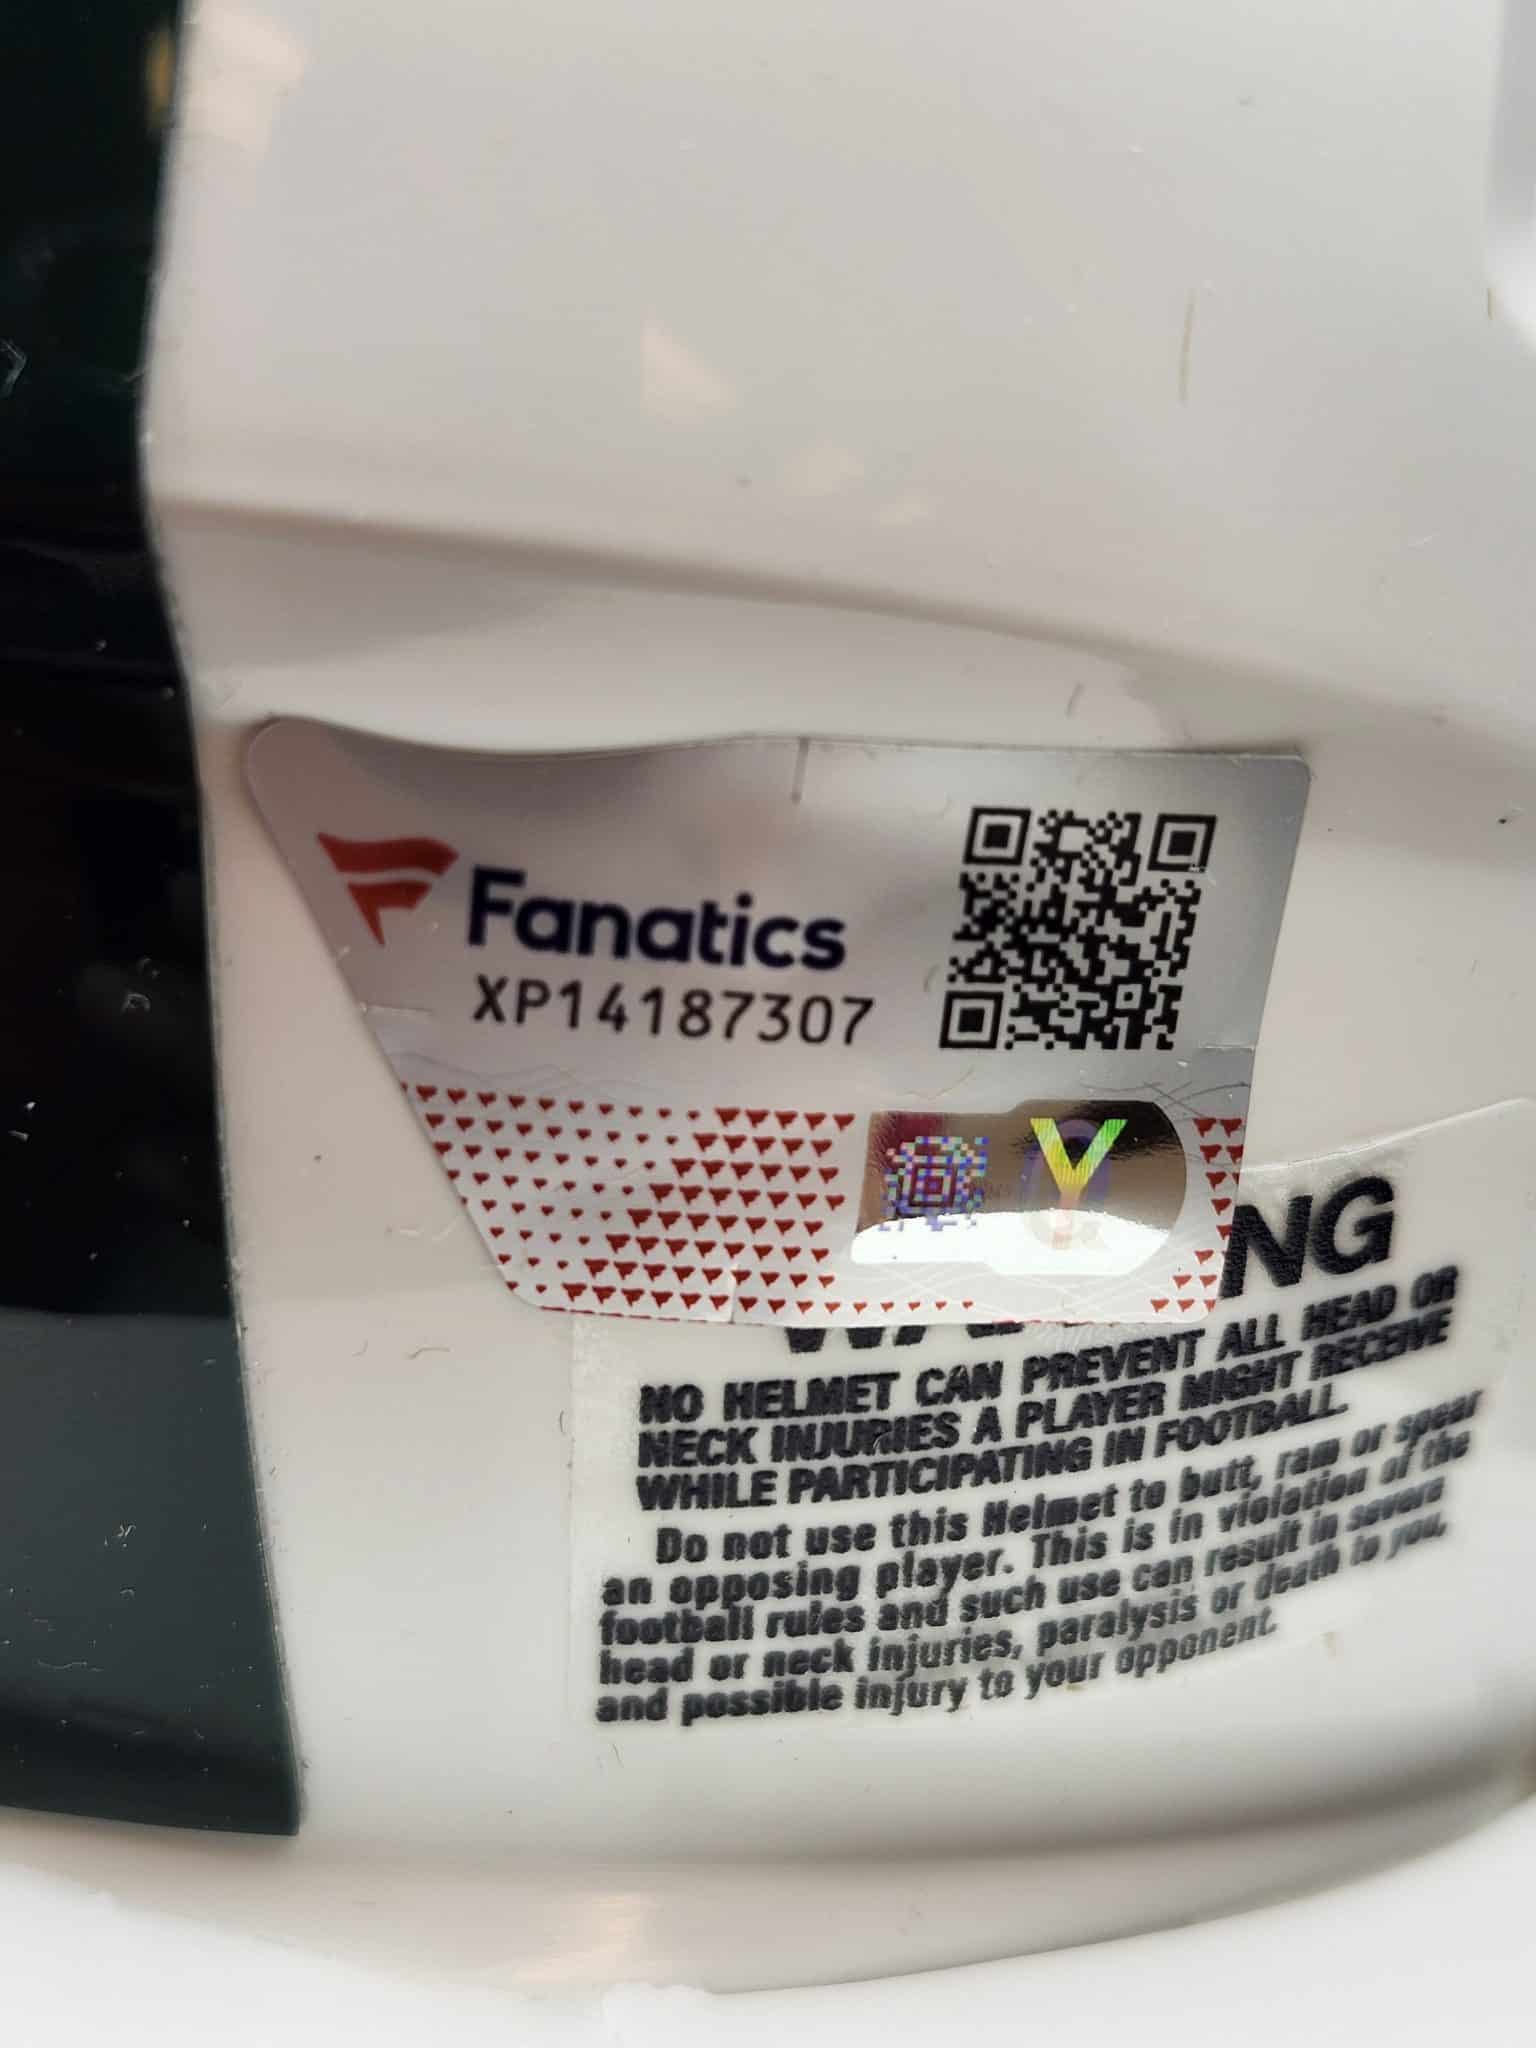 Fanatics
XP14187307
Y
NG
NO HELMET CAN PREVENT ALL HEAD OR
NECK INJURIES A PLAYER MIGHT RECEIVE
WHILE PARTICIPATING IN FOOTBALL.
Do not use this Helmet to butt, ram or spear
an opposing player. This is in violation of the
football rules and such use can result in severe
head or neck injuries, paralysis or death to you,
and possible injury to your opponent.